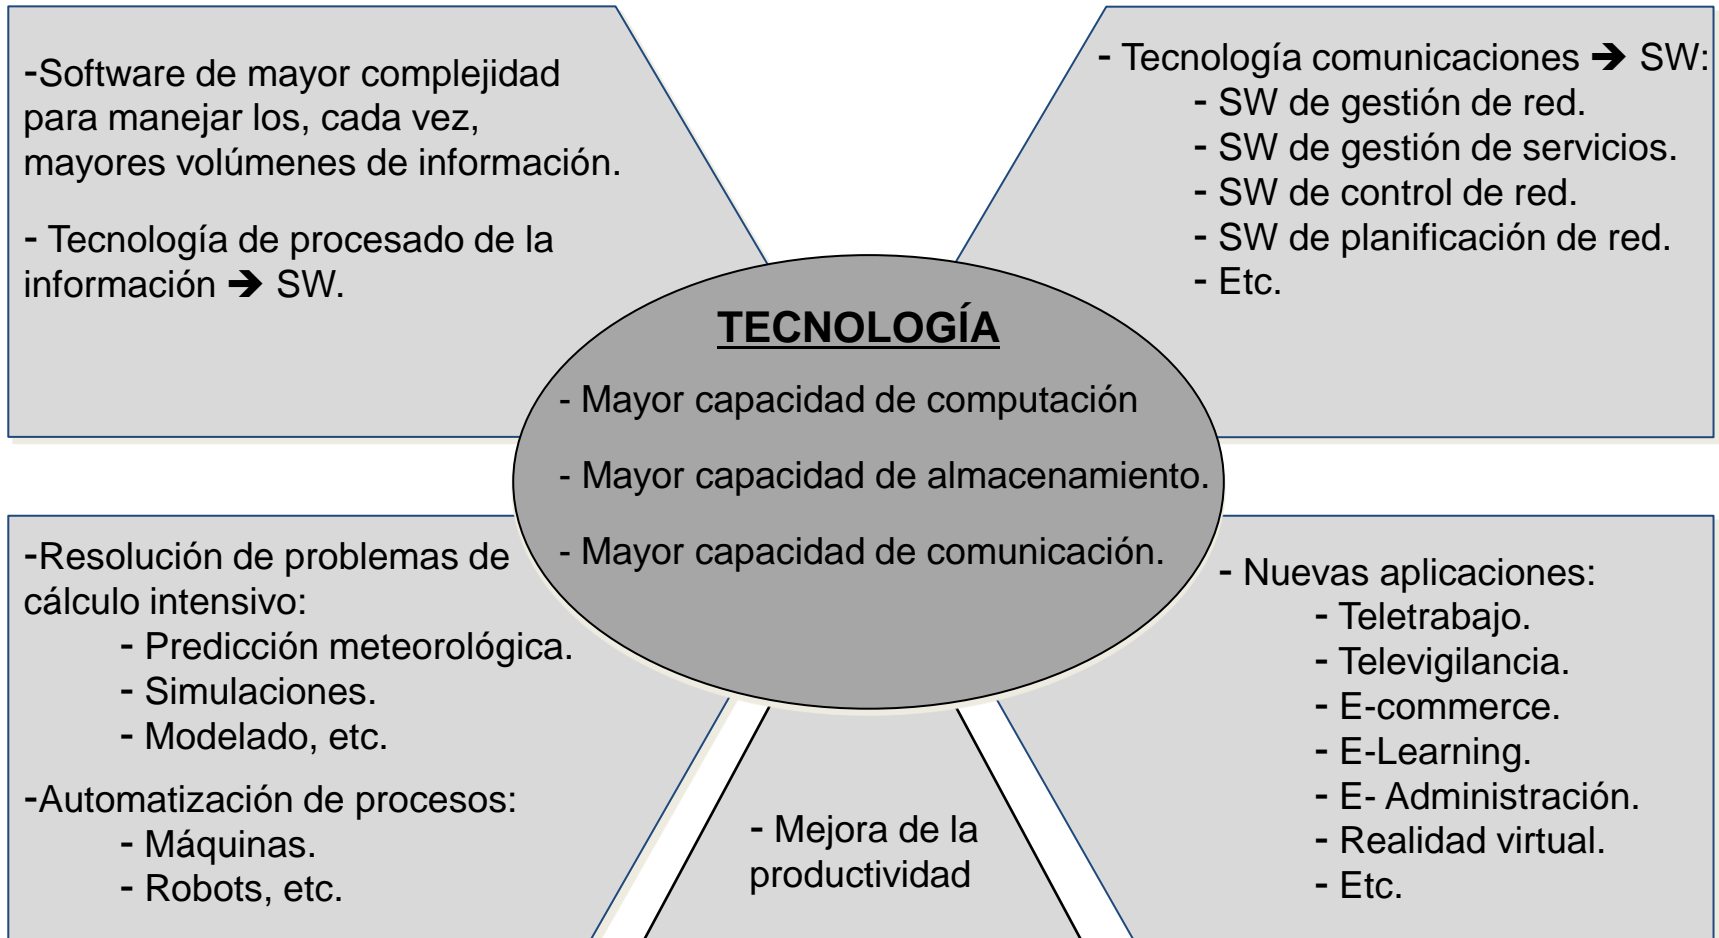 -Software de mayor complejidad
para manejar los, cada vez,
mayores volúmenes de información.
- Tecnología de procesado de la
información ➔ SW.
- Tecnología comunicaciones ➔ SW:
- SW de gestión de red.
- SW de gestión de servicios.
- SW de control de red.
- SW de planificación de red.
- Etc.
TECNOLOGÍA
- Mayor capacidad de computación
- Mayor capacidad de almacenamiento.
- Mayor capacidad de comunicación.
-Resolución de problemas de
cálculo intensivo:
- Predicción meteorológica.
- Simulaciones.
- Modelado, etc.
-Automatización de procesos:
- Máquinas.
- Robots, etc.
- Mejora de la
productividad
- Nuevas aplicaciones:
- Teletrabajo.
- Televigilancia.
- E-commerce.
- E-Learning.
- E- Administración.
- Realidad virtual.
- Etc.